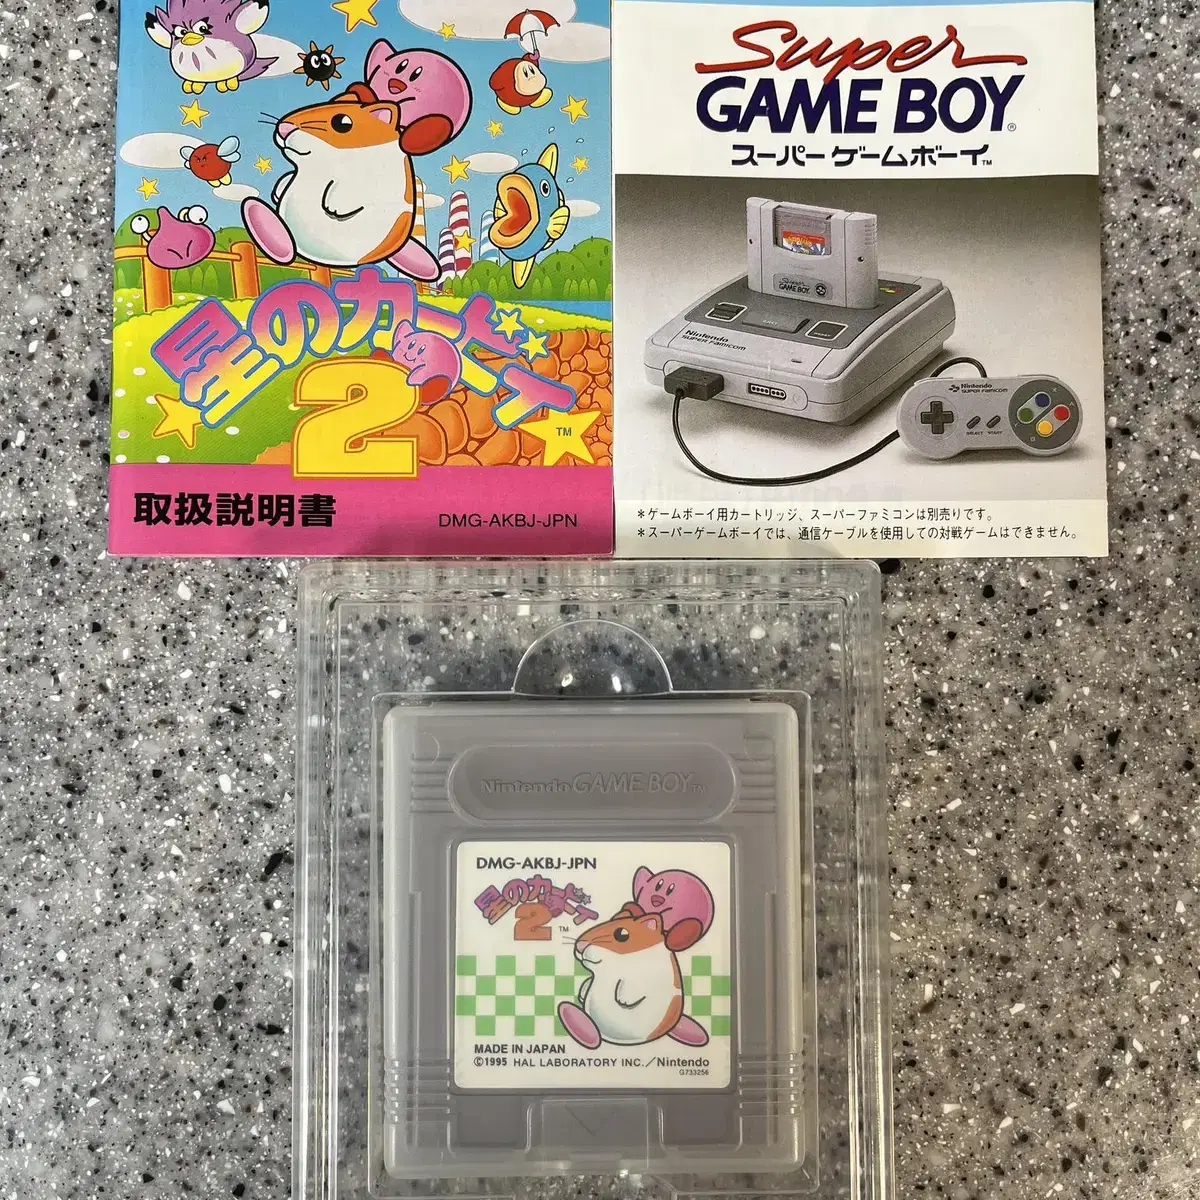 星のカービィ
2
TM
取扱説明書
DMG-AKBJ-JPN
Super
GAME BOY®
スーパーゲームボーイ™
Super
GAME BOY
Nintendo
SUPER FAMICOM
Nintendo
SUPER FAMICOM
SELECT START
*ゲームボーイ用カートリッジ、スーパーファミコンは別売りです。
*スーパーゲームボーイでは、通信ケーブルを使用しての対戦ゲームはできません。
Nintendo GAME BOY™
DMG-AKBJ-JPN
星のカービィ
2
TM
MADE IN JAPAN
©1995 HAL LABORATORY INC./Nintendo
G733256